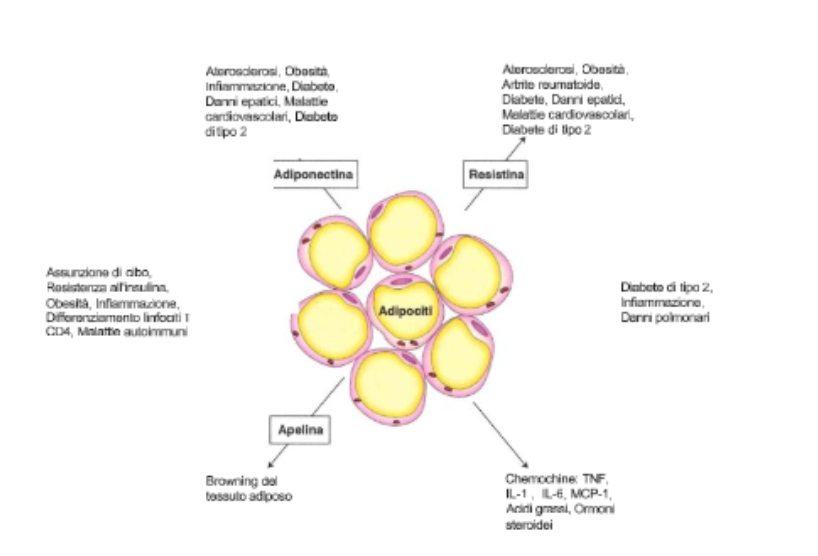 Aterosclerosi, Obesità,
Infiammazione, Diabete,
Danni epatici, Malattie
cardiovascolari, Diabete
di tipo 2
Aterosclerosi, Obesità,
Artrite reumatoide,
Diabete, Danni epatici,
Malattie cardiovascolari,
Diabete di tipo 2
Adiponectina
Resistina
Assunzione di cibo,
Resistenza all'insulina,
Obesità, Infiammazione,
Differenziamento linfociti T
CD4, Malattie autoimmuni
Adipociti
Diabete di tipo 2,
Infiammazione,
Danni polmonari
Apelina
Browning del
tessuto adiposo
Chemochine: TNF,
IL-1 , IL-6, MCP-1,
Acidi grassi, Ormoni
steroidei